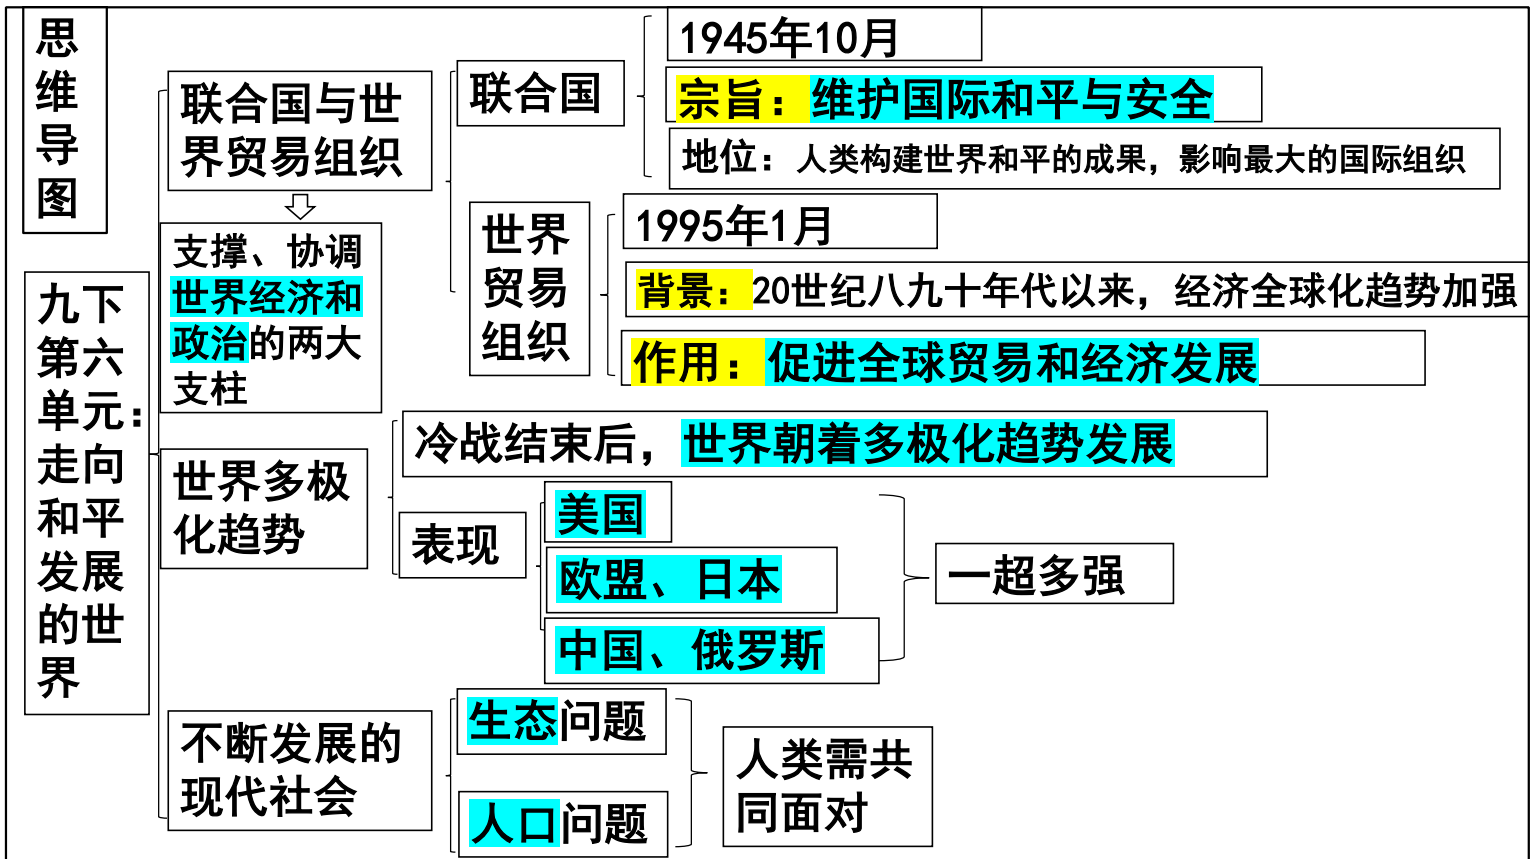 思
维
导
图
九下
第六
单元：
走向
和平
发展
的世
界
联合国与世
界贸易组织
支撑、协调
世界经济和
政治的两大
支柱
联合国
1945年10月
宗旨：维护国际和平与安全
地位：人类构建世界和平的成果，影响最大的国际组织
世界
贸易
组织
1995年1月
背景：20世纪八九十年代以来，经济全球化趋势加强
作用：促进全球贸易和经济发展
世界多极
化趋势
冷战结束后，世界朝着多极化趋势发展
表现
美国
欧盟、日本
中国、俄罗斯
一超多强
不断发展的
现代社会
生态问题
人口问题
人类需共
同面对